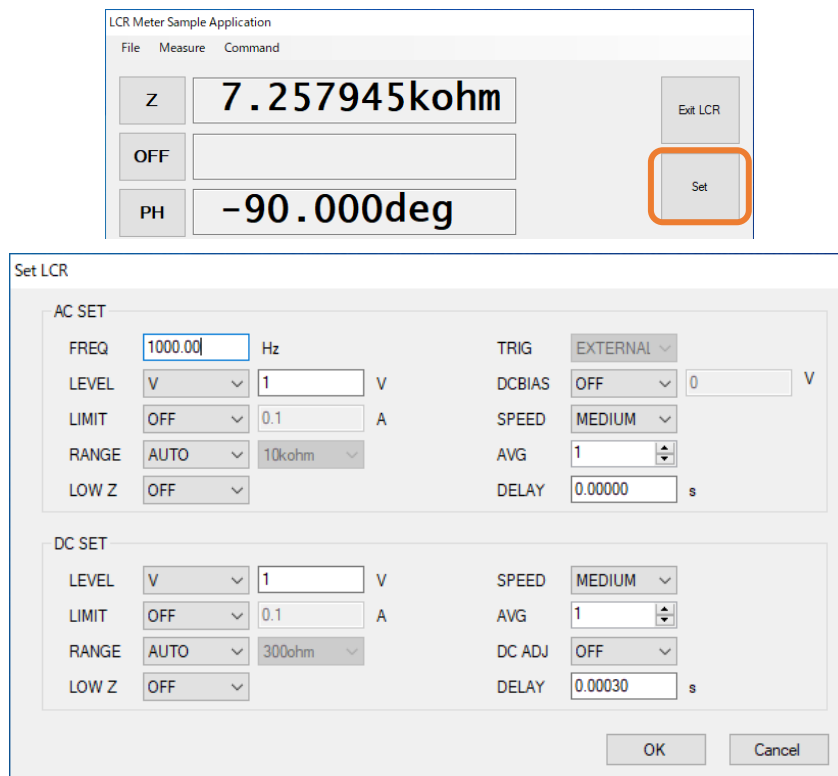 LCR Meter Sample Application
File Measure Command
Z 7.257945kohm Exit LCR
OFF
Set
PH -90.000deg
Set LCR
AC SET
FREQ 1000.00 Hz TRIG EXTERNAL
LEVEL V 1 V DCBIAS OFF 0 V
LIMIT OFF 0.1 A SPEED MEDIUM
RANGE AUTO 10kohm AVG 1
LOW Z OFF DELAY 0.00000 s
DC SET
LEVEL V 1 V SPEED MEDIUM
LIMIT OFF 0.1 A AVG 1
RANGE AUTO 300ohm DC ADJ OFF
LOW Z OFF DELAY 0.00030 s
OK Cancel